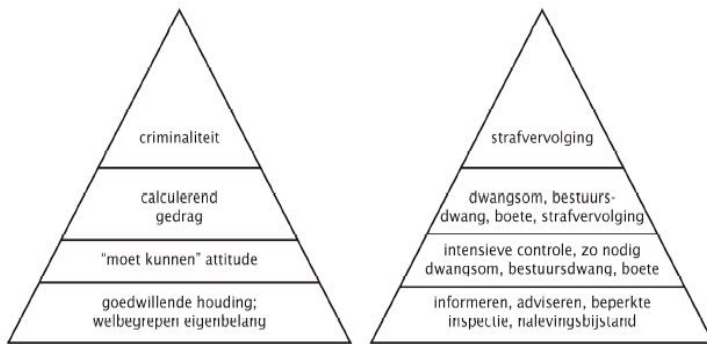 criminaliteit
calculerend
gedrag
“moet kunnen” attitude
goedwillende houding;
welbegrepen eigenbelang
strafvervolging
dwangsom, bestuurs-
dwang, boete, strafvervolging
intensieve controle, zo nodig
dwangsom, bestuursdwang, boete
informeren, adviseren, beperkte
inspectie, nalevingsbijstand